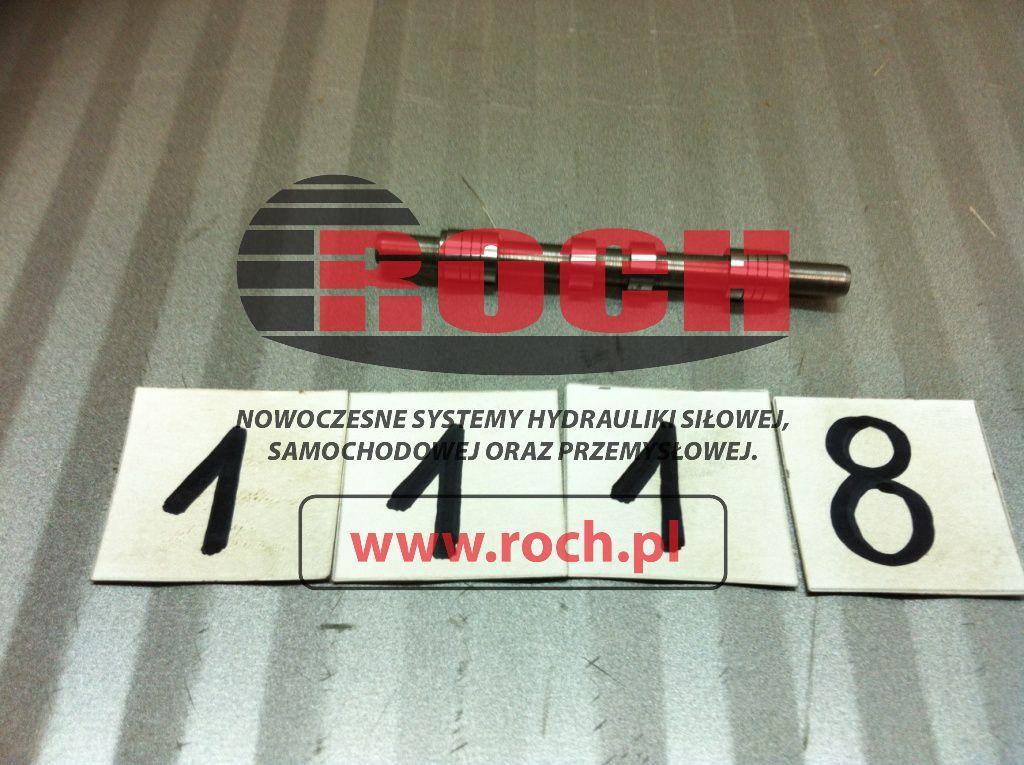 ROCH
NOWOCZESNE SYSTEMY HYDRAULIKI SIŁOWEJ,
SAMOCHODOWEJ ORAZ PRZEMYSŁOWEJ.
1 1 1 8
www.roch.pl